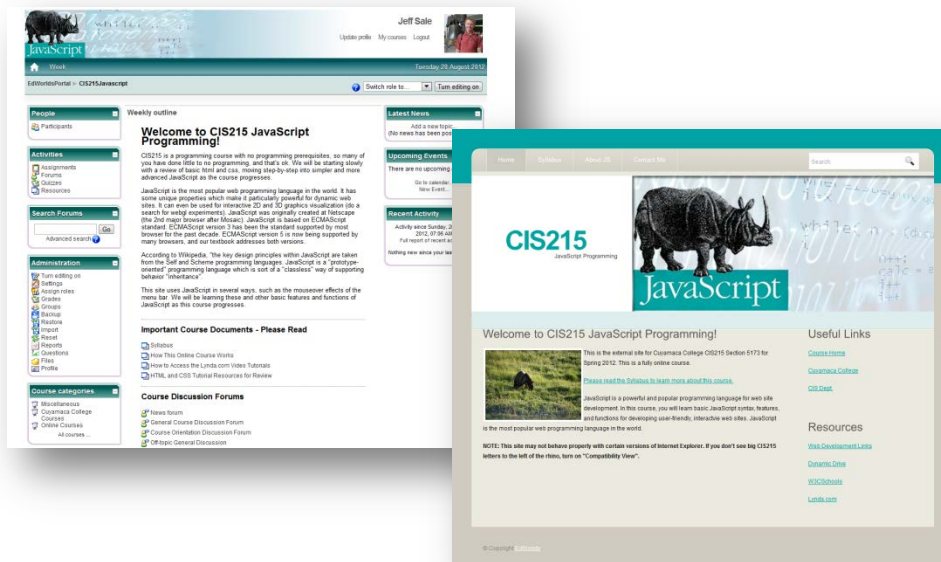 Jeff Sale
Update profile My courses Logout
JavaScript
Week
Tuesday 28 August 2012
EdWorldsPortal ► CIS215Javascript
Switch role to...
Turn editing on
People
Participants
Activities
Assignments
Forums
Quizzes
Resources
Search Forums
Go
Advanced search
Administration
Turn editing on
Settings
Assign roles
Grades
Groups
Backup
Restore
Import
Reset
Reports
Questions
Files
Profile
Course categories
Miscellaneous
Cuyamaca College
Courses
Online Courses
All courses ...
Weekly outline
Welcome to CIS215 JavaScript
Programming!
CIS215 is a programming course with no programming prerequisites, so many of
you have done little to no programming, and that's ok. We will be starting slowly
with a review of basic html and css, moving step-by-step into simpler and more
advanced JavaScript as the course progresses.
JavaScript is the most popular web programming language in the world. It has
some unique properties which make it particularly powerful for dynamic web
sites. It can even be used for interactive 2D and 3D graphics visualization (do a
search for webgl experiments). JavaScript was originally created at Netscape
(the 2nd major browser after Mosaic). JavaScript is based on ECMAScript
standard. ECMAScript version 3 has been the standard supported by most
browser for the past decade. ECMAScript version 5 is now being supported by
many browsers, and our textbook addresses both versions.
According to Wikipedia, "the key design principles within JavaScript are taken
from the Self and Scheme programming languages. JavaScript is a "prototype-
oriented" programming language which is sort of a "classless" way of supporting
behavior "inheritance".
This site uses JavaScript in several ways, such as the mouseover effects of the
menu bar. We will be learning these and other basic features and functions of
JavaScript as this course progresses.
Important Course Documents - Please Read
Syllabus
How This Online Course Works
How to Access the Lynda.com Video Tutorials
HTML and CSS Tutorial Resources for Review
Course Discussion Forums
News forum
General Course Discussion Forum
Course Orientation Discussion Forum
Off-topic General Discussion
Latest News
Add a new topic...
(No news has been pos
Upcoming Events
There are no upcoming
Go to calendar...
New Event...
Recent Activity
Activity since Sunday, 2
2012, 07:56 AM
Full report of recent ac
Nothing new since your las
Home Syllabus About JS Contact Me
Search
CIS215
JavaScript Programming
JavaScript
Welcome to CIS215 JavaScript Programming!
This is the external site for Cuyamaca College CIS215 Section 5173 for
Spring 2012. This is a fully online course.
Please read the Syllabus to learn more about this course.
JavaScript is a powerful and popular programming language for web site
development. In this course, you will learn basic JavaScript syntax, features,
and functions for developing user-friendly, interactive web sites. JavaScript
is the most popular web programming language in the world.
NOTE: This site may not behave properly with certain versions of Internet Explorer. If you don't see big CIS215
letters to the left of the rhino, turn on "Compatibility View".
Useful Links
Course Home
Cuyamaca College
CIS Dept.
Resources
Web Development Links
Dynamic Drive
W3CSchools
Lynda.com
© Copyright EdWorlds